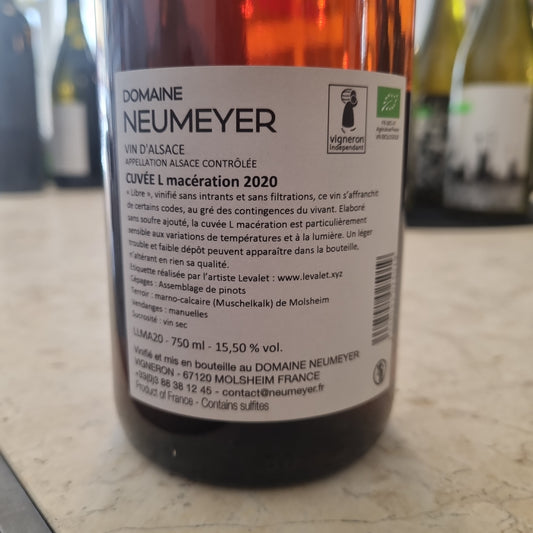 DOMAINE
NEUMEYER
vigneron
indépendant
VIN D'ALSACE
APPELLATION ALSACE CONTRÔLÉE
CUVÉE L macération 2020
« Libre », vinifié sans intrants et sans filtrations, ce vin s'affranchit
de certains codes, au gré des contingences du vivant. Elaboré
sans soufre ajouté, la cuvée L macération est particulièrement
sensible aux variations de températures et à la lumière. Un léger
trouble et faible dépôt peuvent apparaître dans la bouteille,
n'altérant en rien sa qualité.
Etiquette réalisée par l'artiste Levalet : www.levalet.xyz
Cépages : Assemblage de pinots
Terroir : marno-calcaire (Muschelkalk) de Molsheim
Vendanges : manuelles
Sucrosité : vin sec
LLMA20 - 750 ml - 15,50 % vol.
Vinifié et mis en bouteille au DOMAINE NEUMEYER
VIGNERON - 67120 MOLSHEIM FRANCE
+33(0)3 88 38 12 45 - contact@neumeyer.fr
Product of France - Contains sulfites